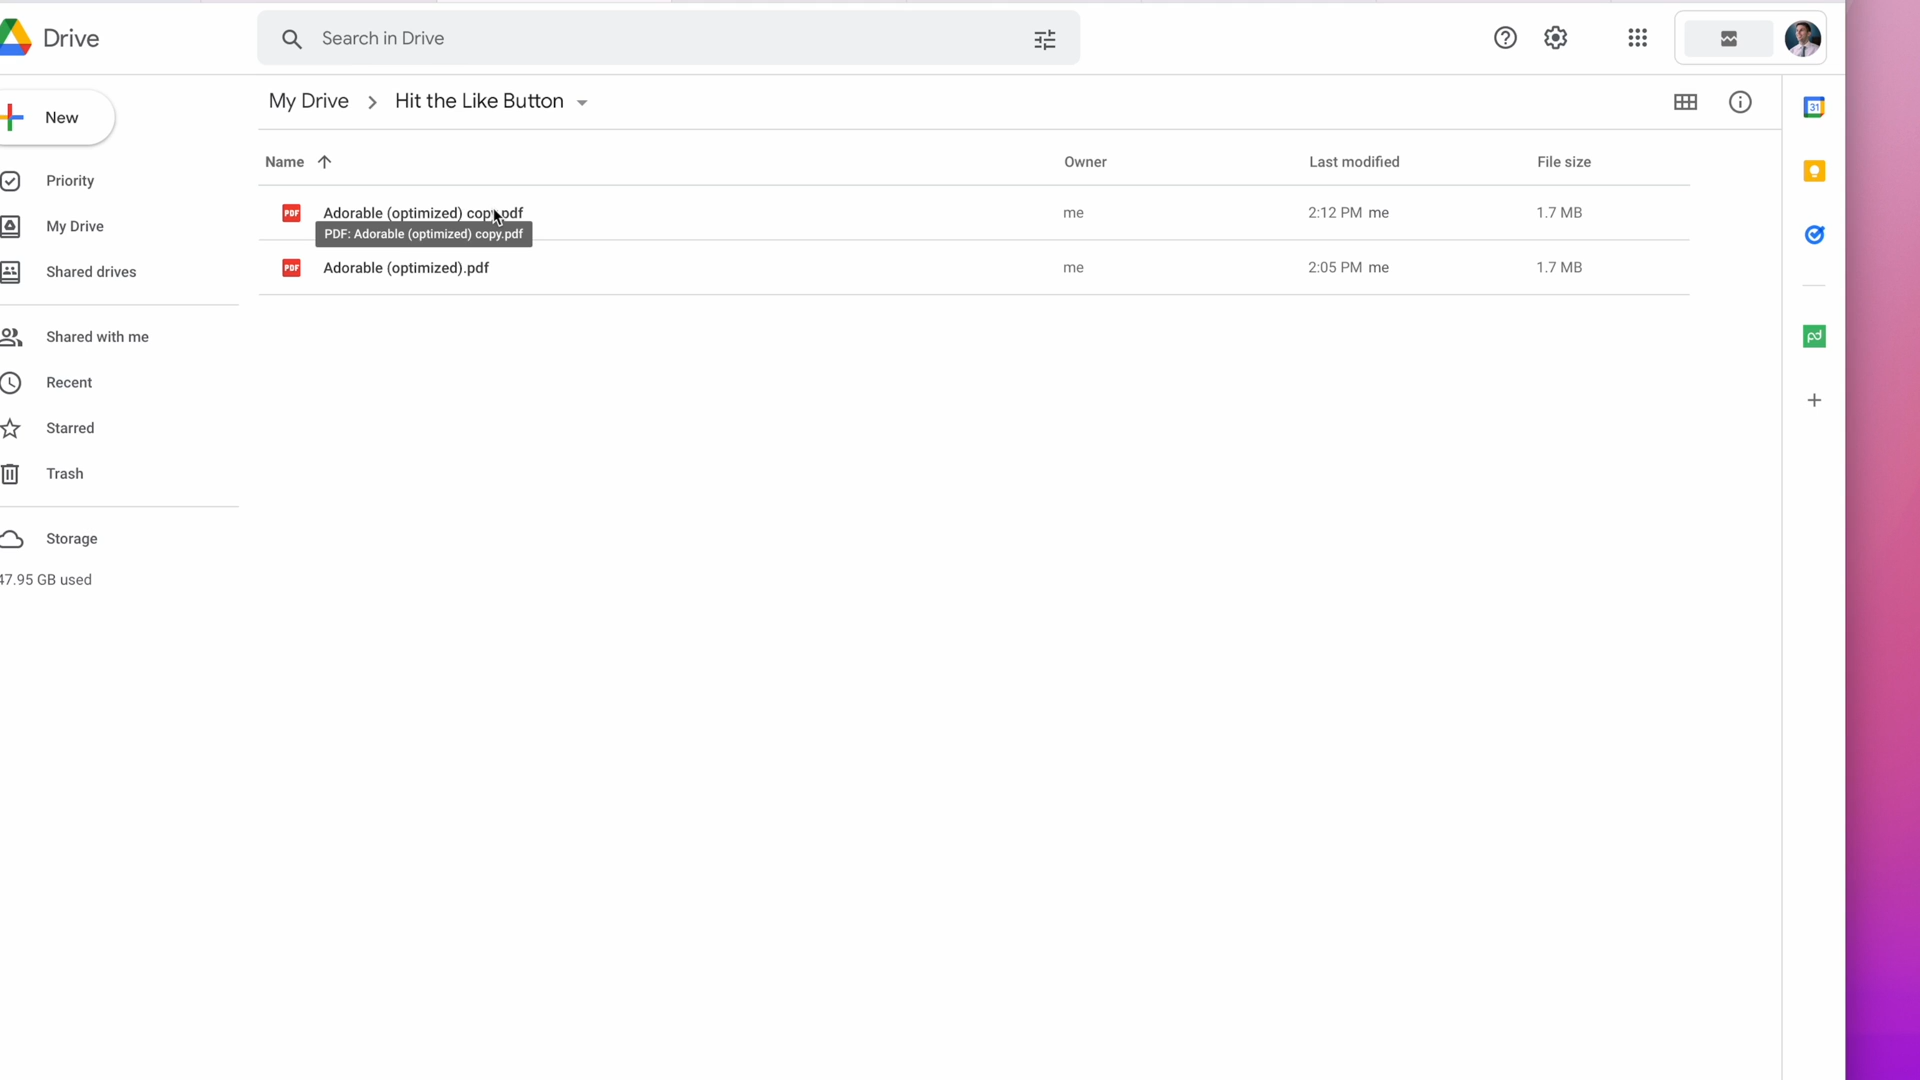 Drive
Search in Drive
New
My Drive > Hit the Like Button
Priority
My Drive
Shared drives
Shared with me
Recent
Starred
Trash
Storage
47.95 GB used
Name Owner Last modified File size
PDF Adorable (optimized) copy.pdf me 2:12 PM me 1.7 MB
PDF: Adorable (optimized) copy.pdf
PDF Adorable (optimized).pdf me 2:05 PM me 1.7 MB
31
pd